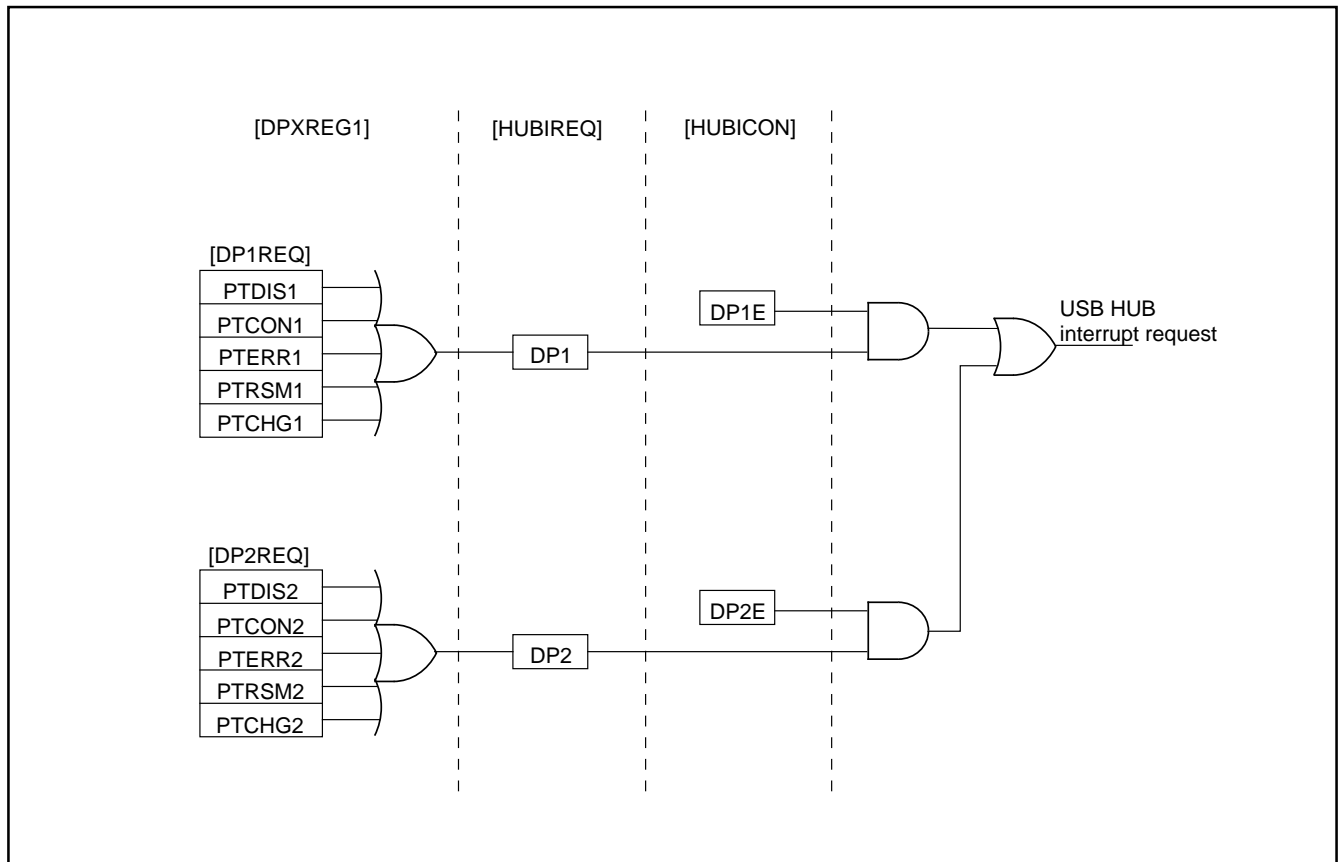 [DPXREG1]
[HUBIREQ]
[HUBICON]
[DP1REQ]
PTDIS1
PTCON1
PTERR1
PTRSM1
PTCHG1
DP1
DP1E
USB HUB
interrupt request
[DP2REQ]
PTDIS2
PTCON2
PTERR2
PTRSM2
PTCHG2
DP2
DP2E